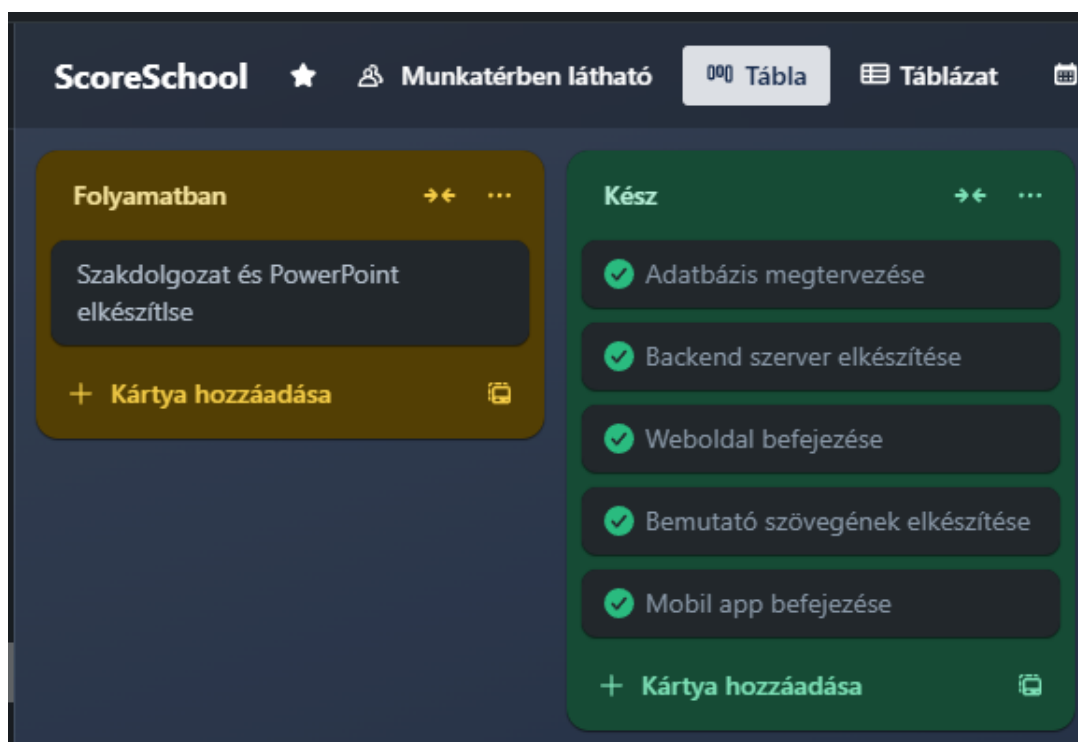 ScoreSchool Munkatérben látható Tábla Táblázat
Folyamatban
Szakdolgozat és PowerPoint
elkészítlse
Kártya hozzáadása
Kész
Adatbázis megtervezése
Backend szerver elkészítése
Weboldal befejezése
Bemutató szövegének elkészítése
Mobil app befejezése
Kártya hozzáadása